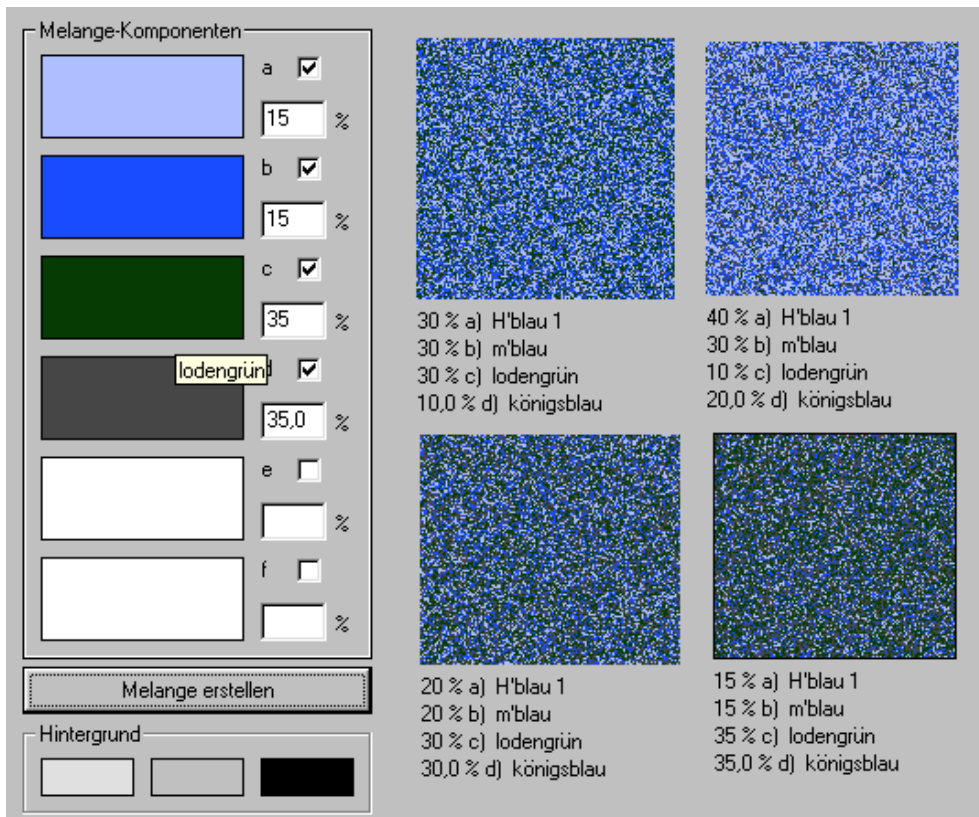 Melange-Komponenten
a
15 %
b
15 %
c
35 %
lodengrün
35,0 %
e
%
f
%
Melange erstellen
Hintergrund
30 % a) H'blau 1
30 % b) m'blau
30 % c) lodengrün
10,0 % d) königsblau
40 % a) H'blau 1
30 % b) m'blau
10 % c) lodengrün
20,0 % d) königsblau
20 % a) H'blau 1
20 % b) m'blau
30 % c) lodengrün
30,0 % d) königsblau
15 % a) H'blau 1
15 % b) m'blau
35 % c) lodengrün
35,0 % d) königsblau